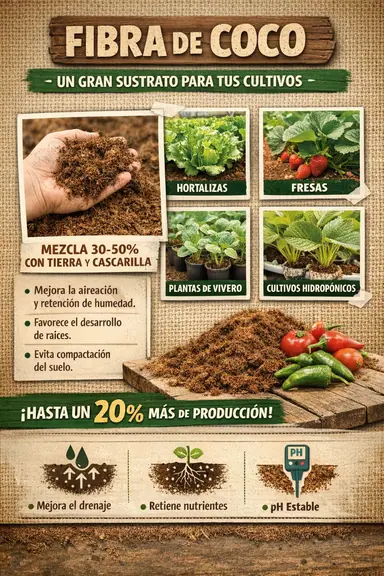 FIBRA DE COCO
UN GRAN SUSTRATO PARA TUS CULTIVOS
HORTALIZAS
FRESAS
MEZCLA 30-50%
CON TIERRA Y CASCARILLA
PLANTAS DE VIVERO
CULTIVOS HIDROPÓNICOS
• Mejora la aireación
y retención de humedad.
• Favorece el desarrollo
de raíces.
• Evita compactación
del suelo.
¡HASTA UN 20% MÁS DE PRODUCCIÓN!
PH
• Mejora el drenaje
• Retiene nutrientes
• pH Estable